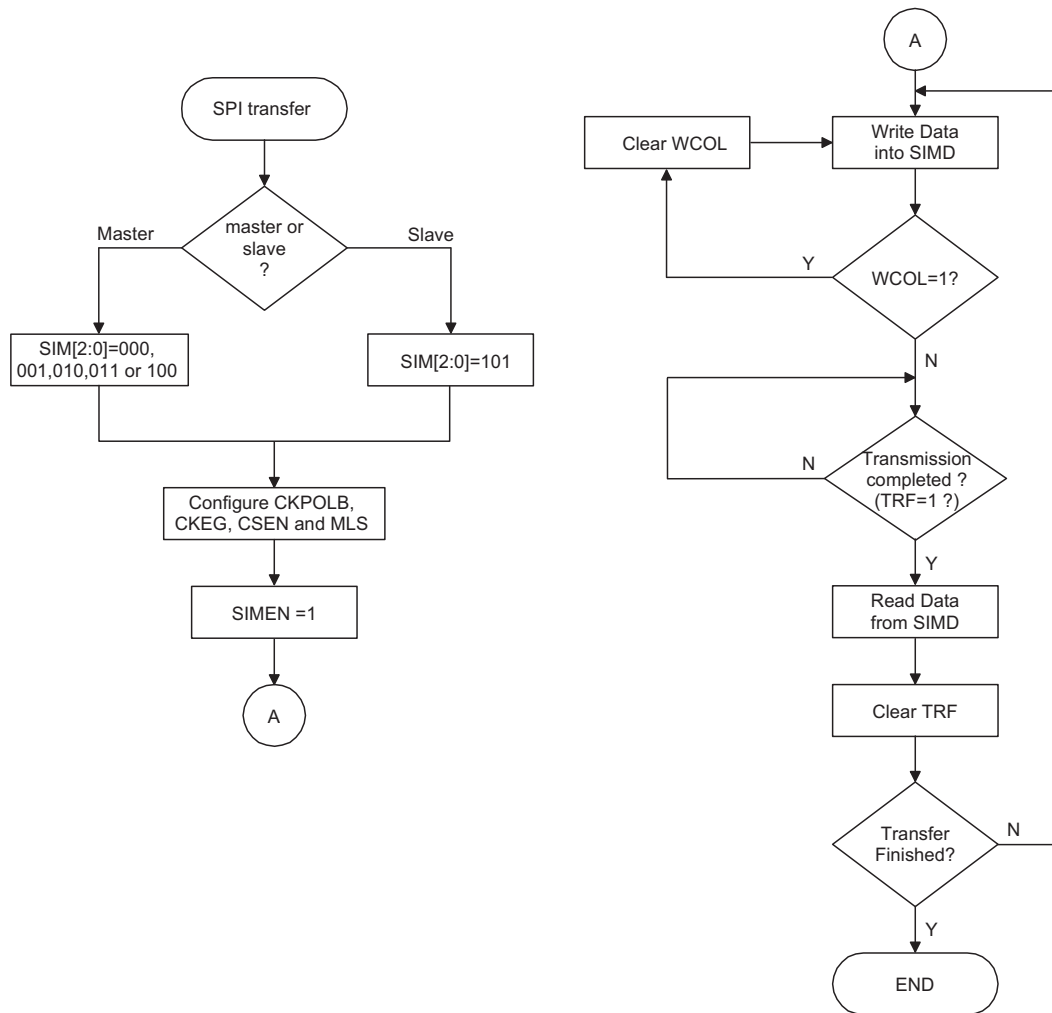 SPI transfer
master or
slave
?
Master
Slave
SIM[2:0]=000,
001,010,011 or 100
SIM[2:0]=101
Configure CKPOLB,
CKEG, CSEN and MLS
SIMEN =1
A
A
Clear WCOL
Write Data
into SIMD
Y
WCOL=1?
N
N
Transmission
completed ?
(TRF=1 ?)
Y
Read Data
from SIMD
Clear TRF
Transfer
Finished?
N
Y
END